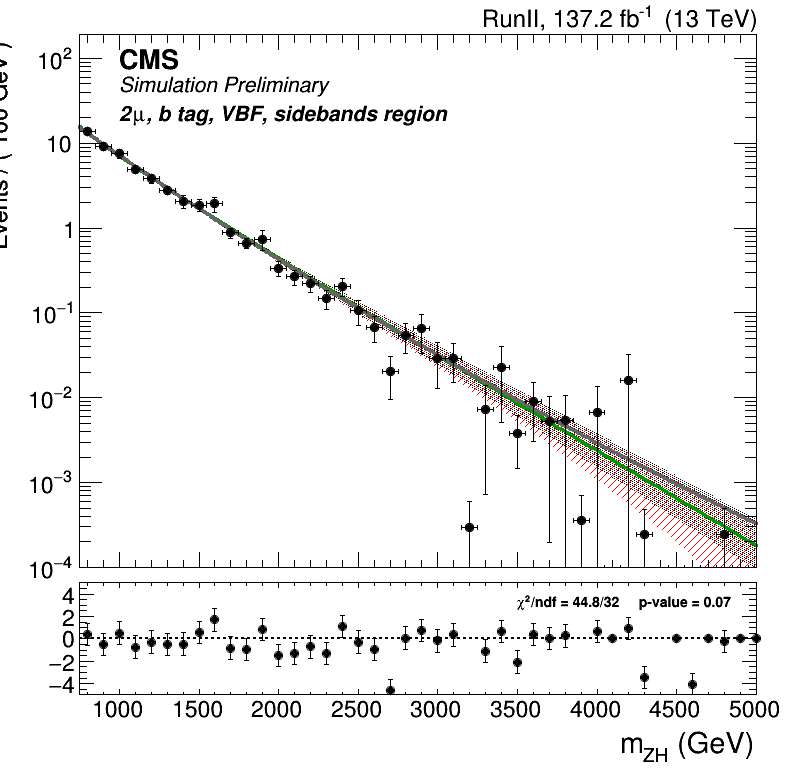 RunII, 137.2 fb⁻¹ (13 TeV)
CMS
Simulation Preliminary
2μ, b tag, VBF, sidebands region
10²
10
1
10⁻¹
10⁻²
10⁻³
10⁻⁴
χ²/ndf = 44.8/32 p-value = 0.07
4
2
0
−2
−4
1000 1500 2000 2500 3000 3500 4000 4500 5000
m_ZH (GeV)